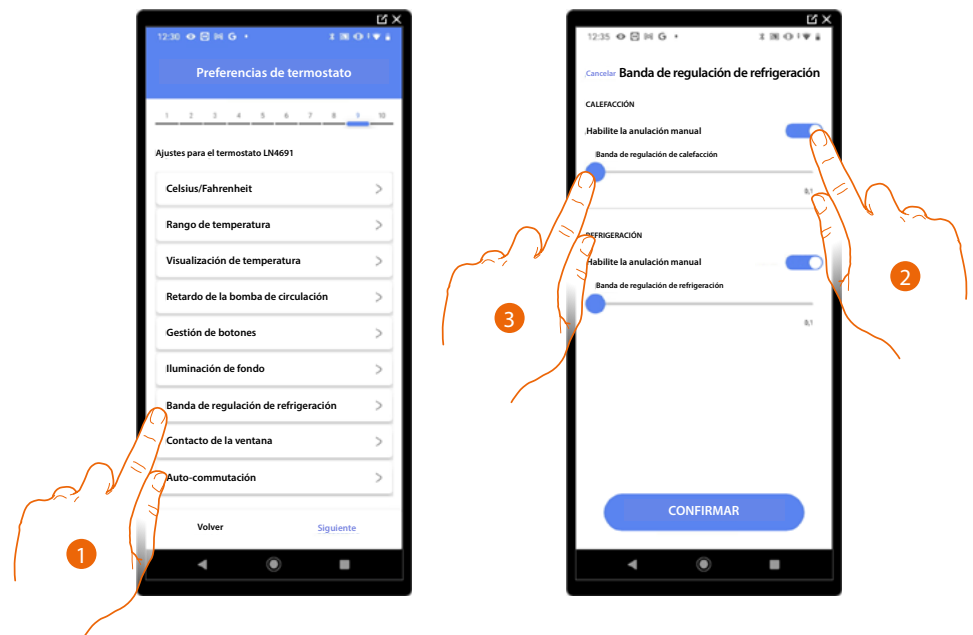 12:30 G
Preferencias de termostato
1 2 3 4 5 6 7 8 9 10
Ajustes para el termostato LN4691
Celsius/Fahrenheit
Rango de temperatura
Visualización de temperatura
Retardo de la bomba de circulación
Gestión de botones
Iluminación de fondo
Banda de regulación de refrigeración
Contacto de la ventana
Auto-commutación
Volver Siguiente
1
12:35 G
Cancelar Banda de regulación de refrigeración
CALEFACCIÓN
Habilite la anulación manual
Banda de regulación de calefacción
0,1
REFRIGERACIÓN
Habilite la anulación manual
Banda de regulación de refrigeración
0,1
CONFIRMAR
2
3